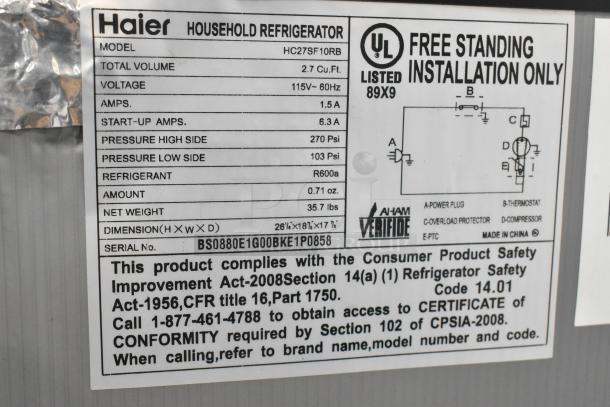 Haier HOUSEHOLD REFRIGERATOR
MODEL HC27SF10RB
TOTAL VOLUME 2.7 Cu.Ft.
VOLTAGE 115V~ 60Hz
AMPS. 1.5 A
START-UP AMPS. 6.3 A
PRESSURE HIGH SIDE 270 Psi
PRESSURE LOW SIDE 103 Psi
REFRIGERANT R600a
AMOUNT 0.71 oz.
NET WEIGHT 35.7 lbs
DIMENSION(H×W×D)
SERIAL No. BS0880E1G00BKE1P0858
UL
LISTED
89X9
FREE STANDING
INSTALLATION ONLY
B
C
A
D
E
AHAM
VERIFIDE
A-POWER PLUG B-THERMOSTAT
C-OVERLOAD PROTECTOR D-COMPRESSOR
E-PTC MADE IN CHINA
This product complies with the Consumer Product Safety
Improvement Act-2008Section 14(a) (1) Refrigerator Safety
Act-1956,CFR title 16,Part 1750. Code 14.01
Call 1-877-461-4788 to obtain access to CERTIFICATE of
CONFORMITY required by Section 102 of CPSIA-2008.
When calling,refer to brand name,model number and code.